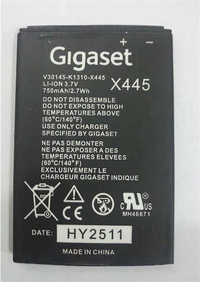 + -
Gigaset
V30145-K1310-X445
LI-ION 3.7V
750mAh/2.7Wh
X445
DO NOT DISASSEMBLE
DO NOT EXPOSURE TO
TEMPERATURES ABOVE
(60°C/140°F)
USE ONLY CHARGER
SPECIFIED BY GIGASET
NE PAS DEMONTER
NE PAS EXPOSER A DES
TEMPERATURES ELEVEES
(60°C/140°F)
EXCLUSIVEMENT LE
CHARGEUR INDIQUE PAR
GIGASET
MH46671
DATE: HY2511
MADE IN CHINA